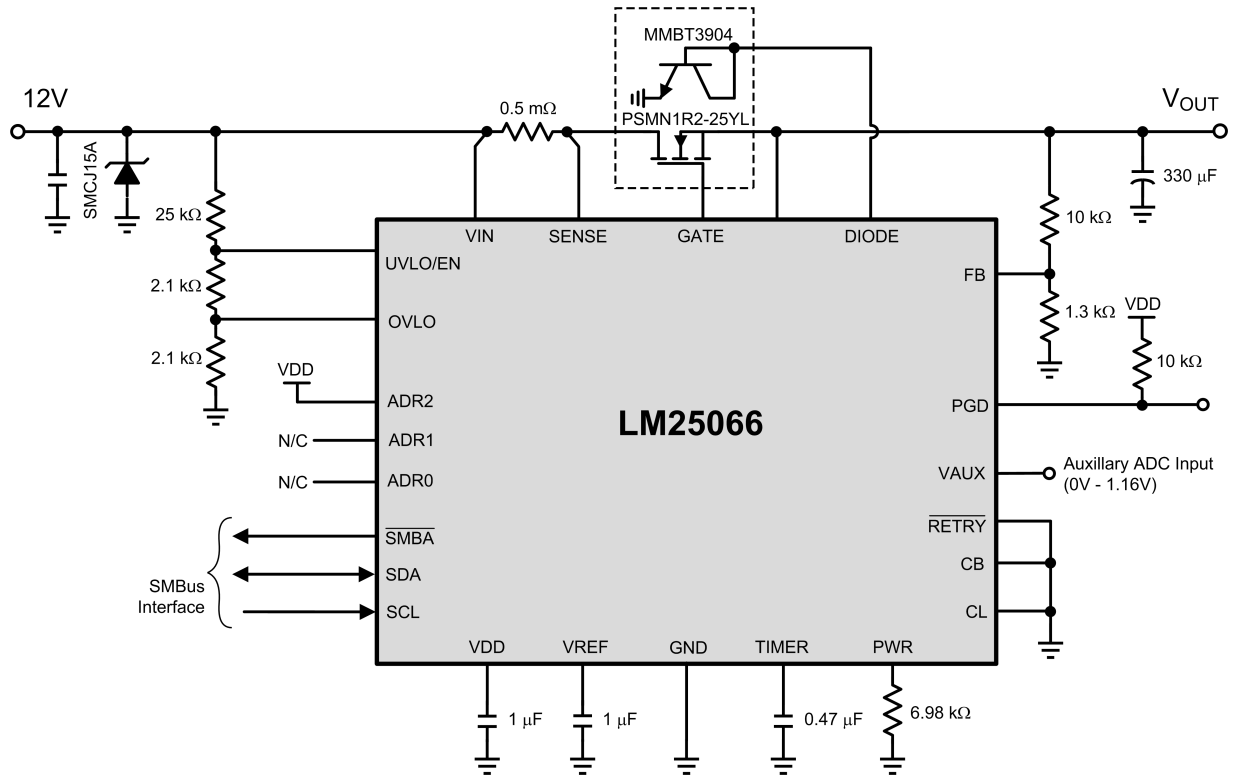 MMBT3904
12V
0.5 mΩ
PSMN1R2-25YL
VOUT
SMCJ15A
330 μF
25 kΩ
10 kΩ
VIN
SENSE
GATE
DIODE
UVLO/EN
FB
2.1 kΩ
1.3 kΩ
VDD
OVLO
2.1 kΩ
10 kΩ
VDD
ADR2
PGD
LM25066
N/C
ADR1
N/C
ADR0
VAUX
Auxillary ADC Input
(0V - 1.16V)
SMBA
RETRY
SDA
CB
SMBus
Interface
SCL
CL
VDD
VREF
GND
TIMER
PWR
1 μF
1 μF
0.47 μF
6.98 kΩ